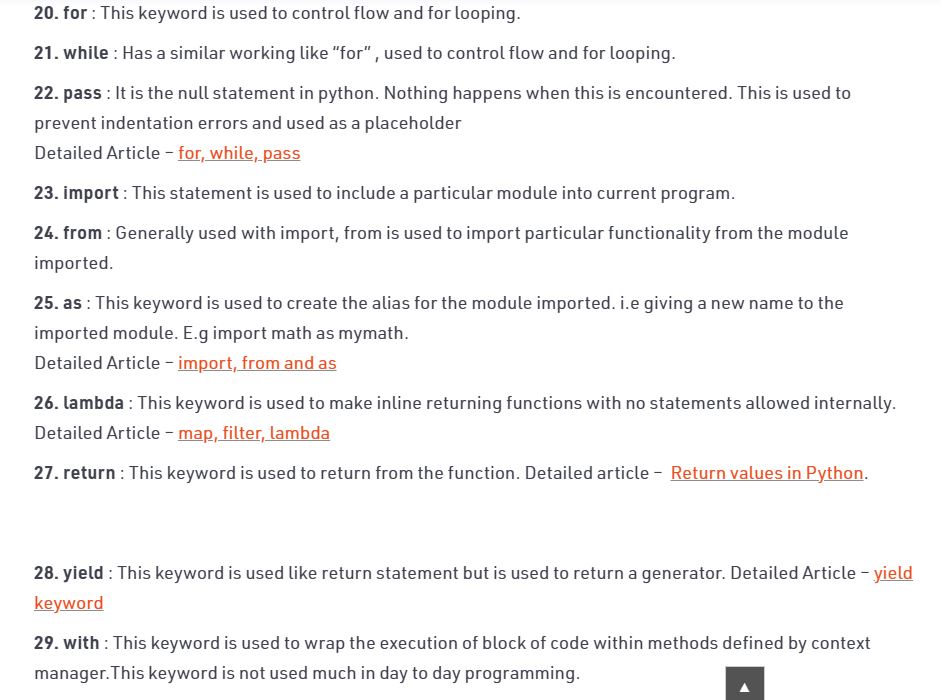 20. for : This keyword is used to control flow and for looping.
21. while : Has a similar working like “for” , used to control flow and for looping.
22. pass : It is the null statement in python. Nothing happens when this is encountered. This is used to
prevent indentation errors and used as a placeholder
Detailed Article – for, while, pass
23. import : This statement is used to include a particular module into current program.
24. from : Generally used with import, from is used to import particular functionality from the module
imported.
25. as : This keyword is used to create the alias for the module imported. i.e giving a new name to the
imported module. E.g import math as mymath.
Detailed Article – import, from and as
26. lambda : This keyword is used to make inline returning functions with no statements allowed internally.
Detailed Article – map, filter, lambda
27. return : This keyword is used to return from the function. Detailed article – Return values in Python.
28. yield : This keyword is used like return statement but is used to return a generator. Detailed Article – yield
keyword
29. with : This keyword is used to wrap the execution of block of code within methods defined by context
manager.This keyword is not used much in day to day programming.